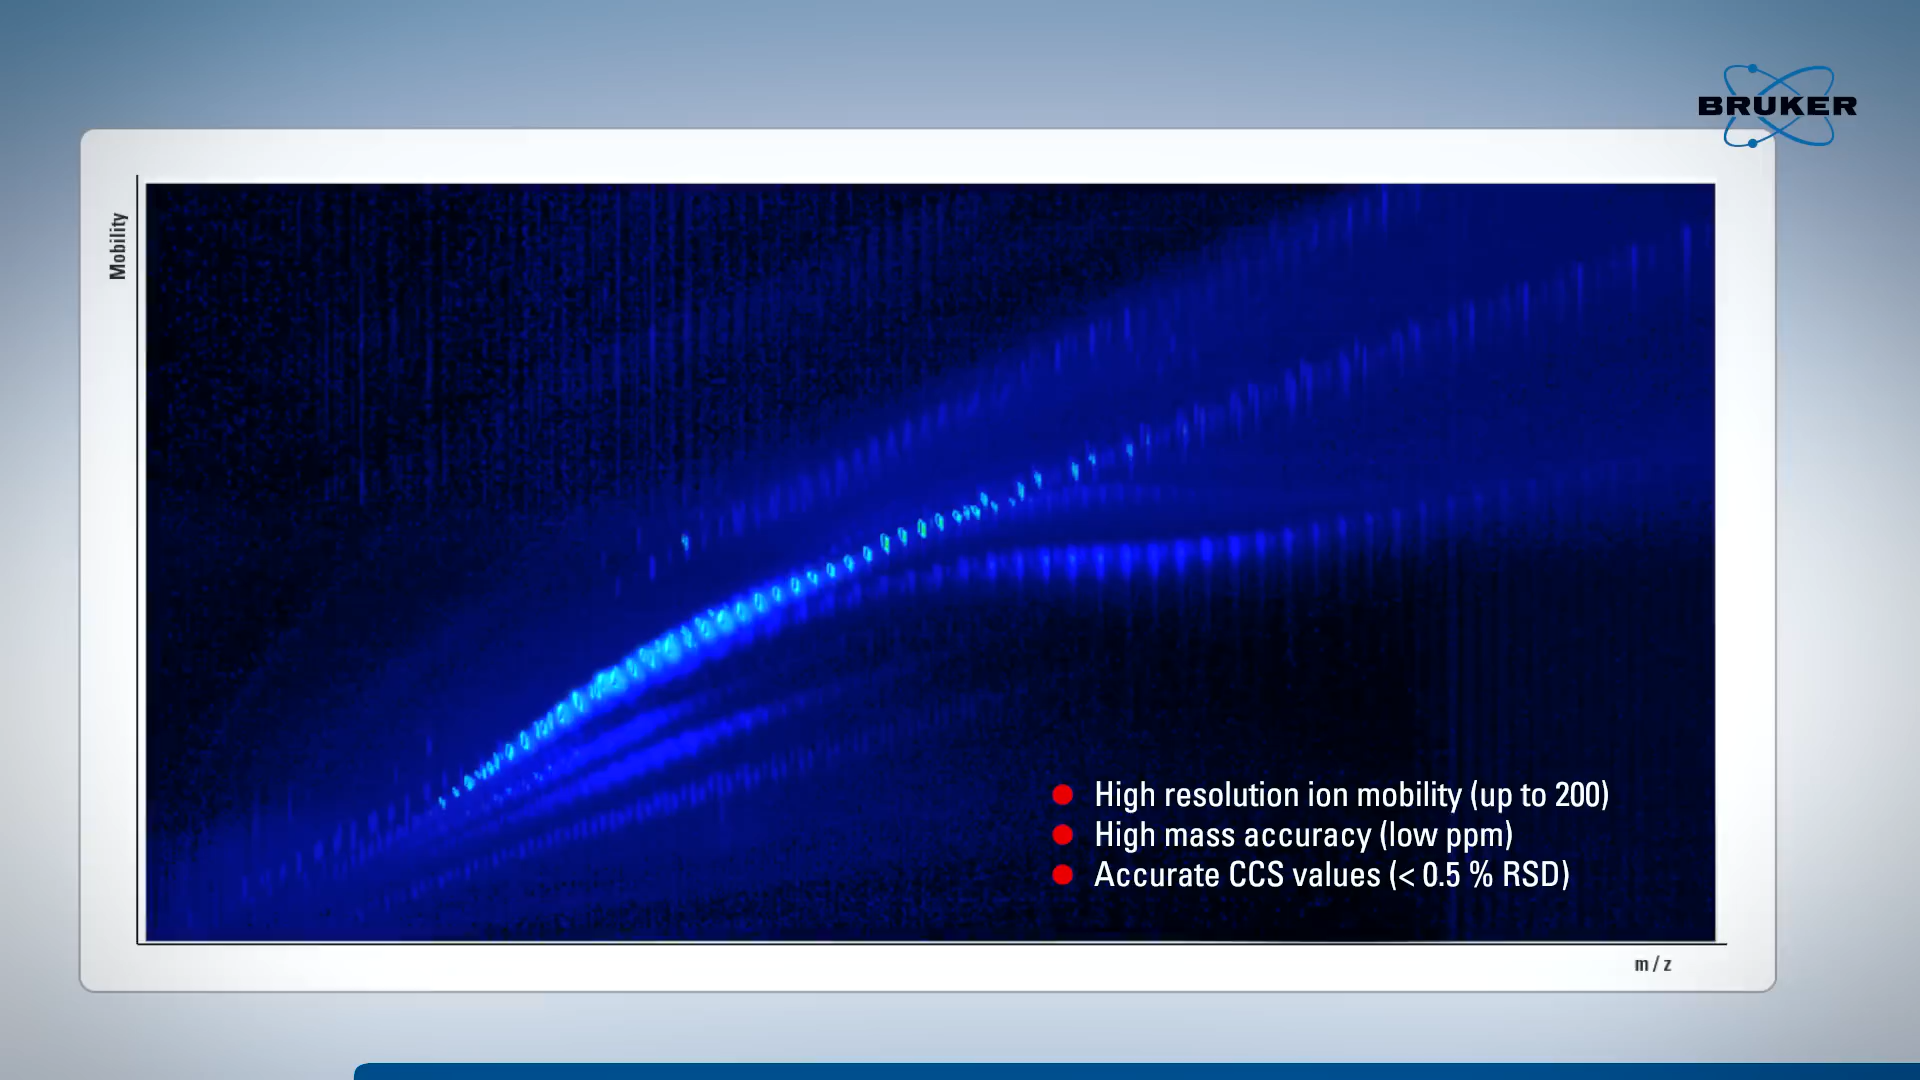 BRUKER
Mobility
High resolution ion mobility (up to 200)
High mass accuracy (low ppm)
Accurate CCS values (< 0.5 % RSD)
m / z